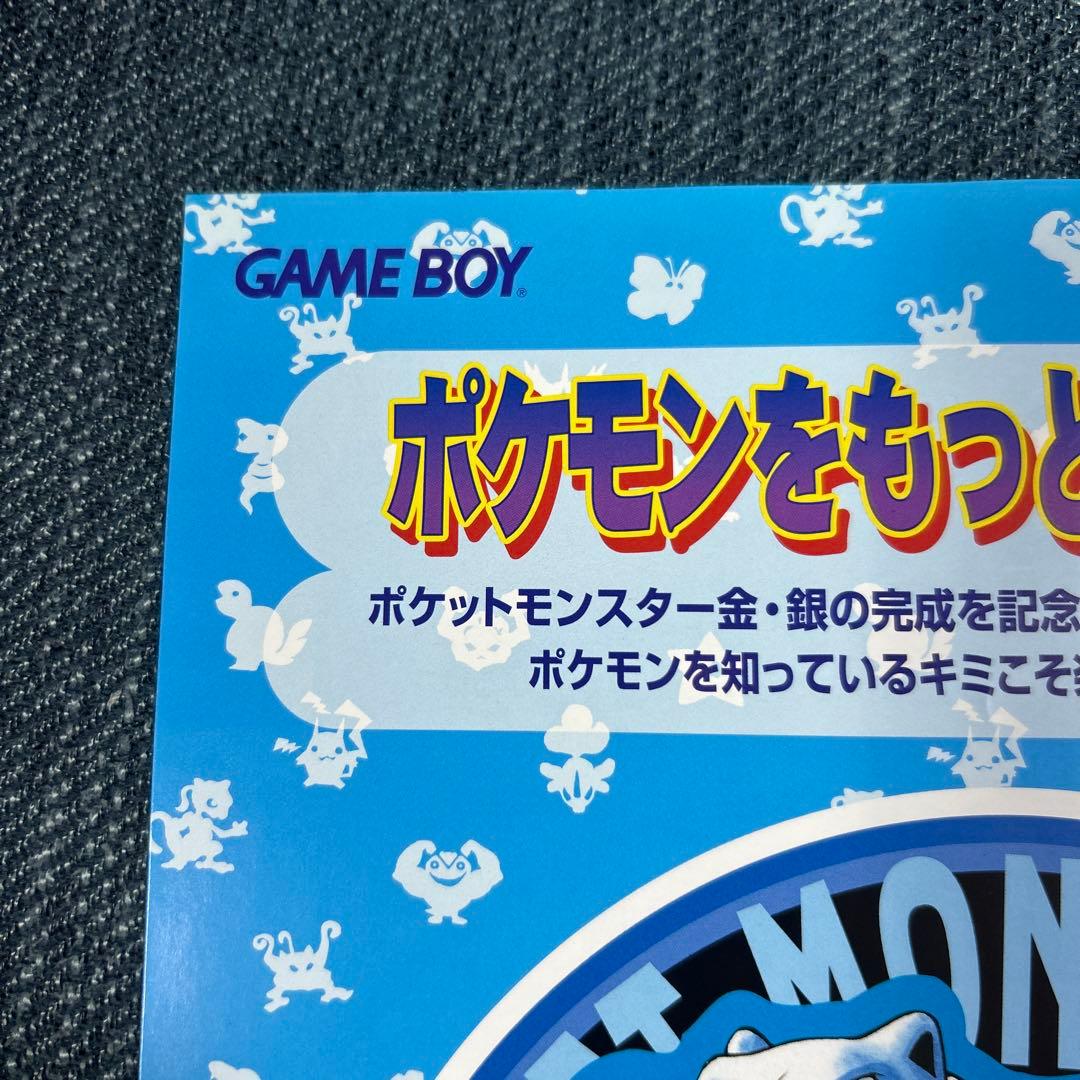 GAME BOY®
ポケモンをもっと
ポケットモンスター金・銀の完成を記念
ポケモンを知っているキミこそ
T MON